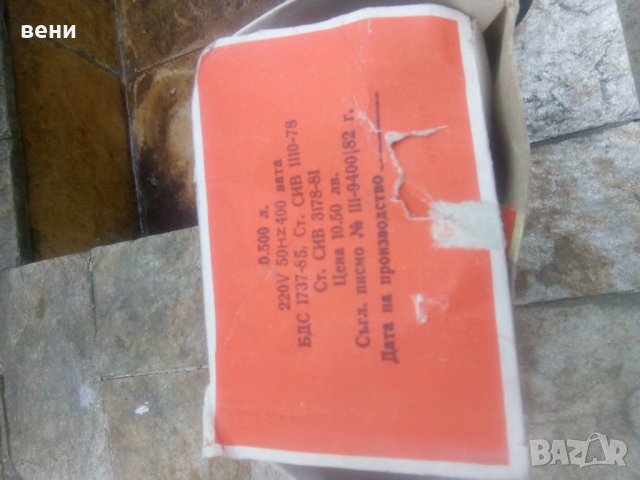 вени
0.500 л.
220V 50HZ 400 вата
БДС 1737-85, Ст. СИВ 1110-78
Ст. СИВ 3178-81
Цена 10.50 лв.
Съгл. писмо № III-9400/82 г.
Дата на производство
BAZAR